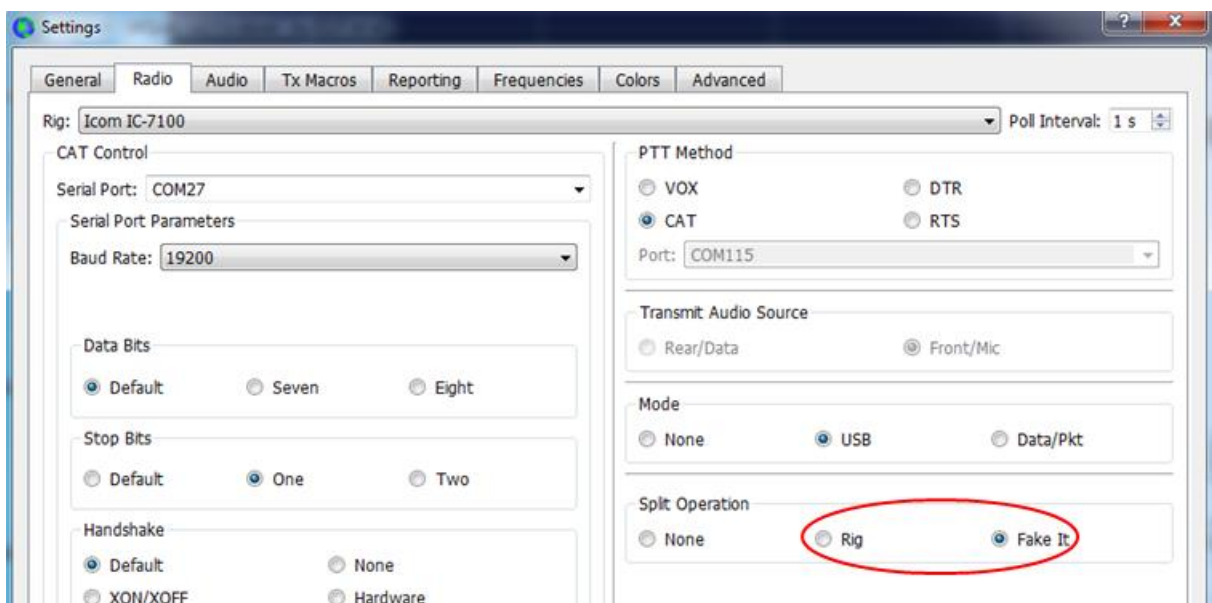 Settings
General Radio Audio Tx Macros Reporting Frequencies Colors Advanced
Rig: Icom IC-7100 Poll Interval: 1 s
CAT Control
Serial Port: COM27
Serial Port Parameters
Baud Rate: 19200
Data Bits
Default Seven Eight
Stop Bits
Default One Two
Handshake
Default None
XON/XOFF Hardware
PTT Method
VOX DTR
CAT RTS
Port: COM115
Transmit Audio Source
Rear/Data Front/Mic
Mode
None USB Data/Pkt
Split Operation
None Rig Fake It